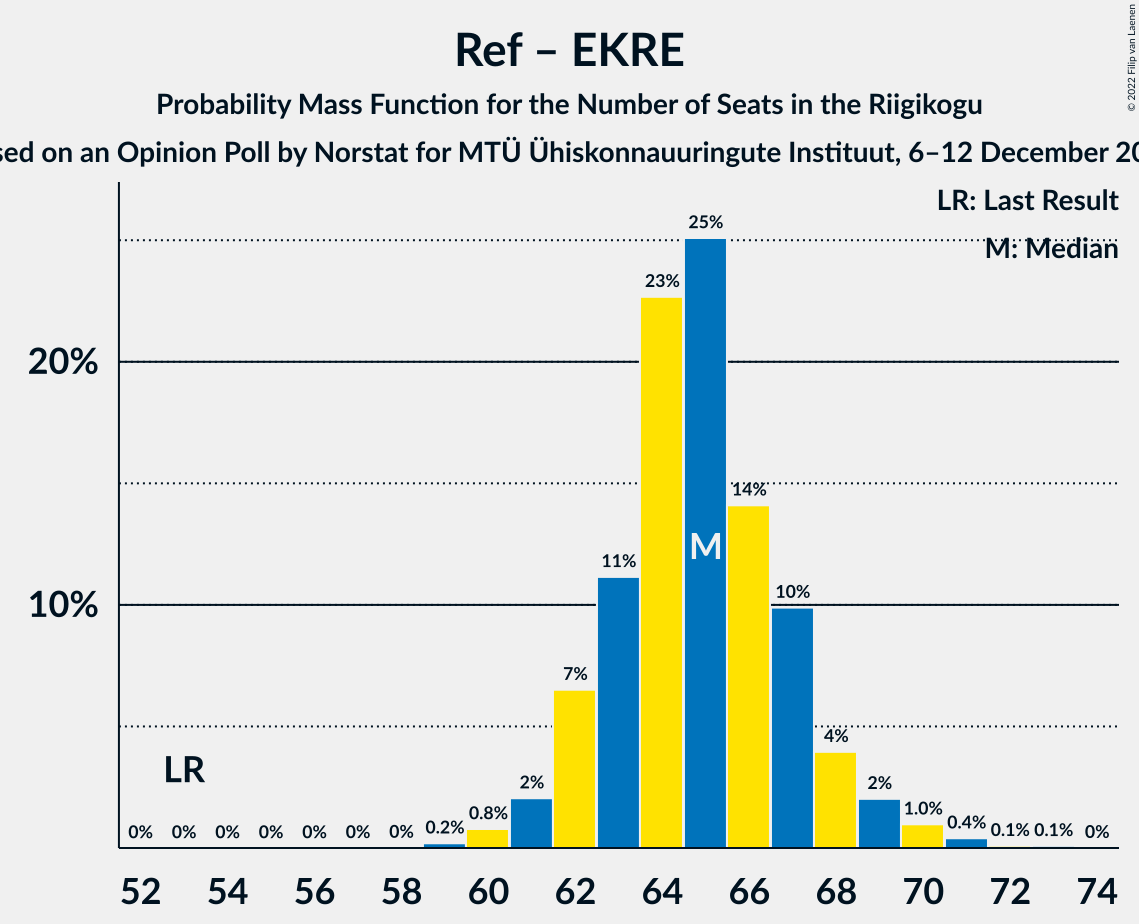 Ref – EKRE
Probability Mass Function for the Number of Seats in the Riigikogu
on an Opinion Poll by Norstat for MTÜ Ühiskonnauuringute Instituut, 6–12 December
© 2022 Filip van Laenen
LR: Last Result
M: Median
20%
10%
25%
23%
14%
11%
10%
7%
4%
2%
2%
0.8%
1.0%
0.2%
0.4%
0.1%
0.1%
0%
0%
0%
0%
0%
0%
0%
0%
M
LR
52 54 56 58 60 62 64 66 68 70 72 74